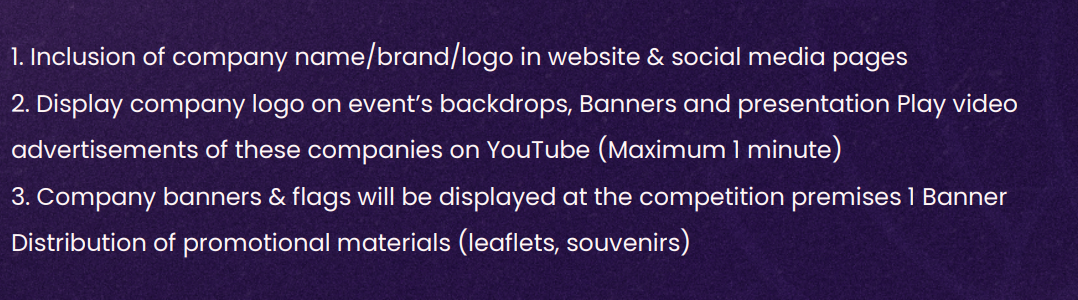 1. Inclusion of company name/brand/logo in website & social media pages
2. Display company logo on event’s backdrops, Banners and presentation Play video
advertisements of these companies on YouTube (Maximum 1 minute)
3. Company banners & flags will be displayed at the competition premises 1 Banner
Distribution of promotional materials (leaflets, souvenirs)